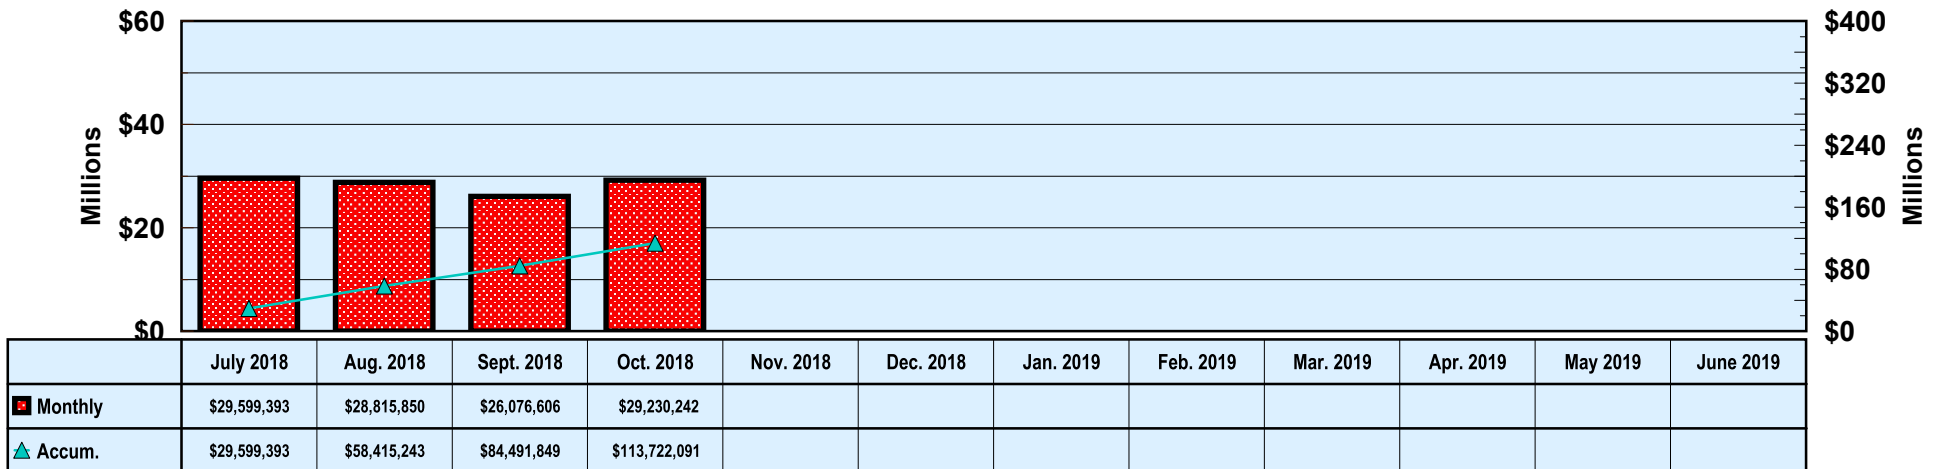 $60 $400
$320
$40
$240
Millions Millions
$160
$20
$80
$0 $0
July 2018 Aug. 2018 Sept. 2018 Oct. 2018 Nov. 2018 Dec. 2018 Jan. 2019 Feb. 2019 Mar. 2019 Apr. 2019 May 2019 June 2019
Monthly $29,599,393 $28,815,850 $26,076,606 $29,230,242
Accum. $29,599,393 $58,415,243 $84,491,849 $113,722,091